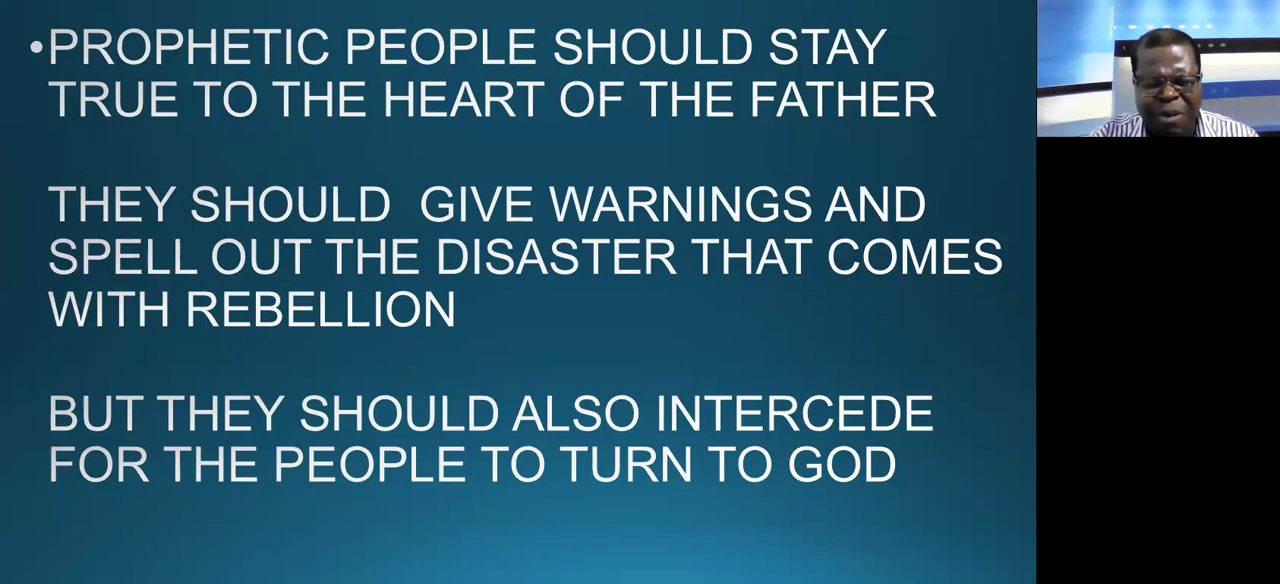 •PROPHETIC PEOPLE SHOULD STAY
TRUE TO THE HEART OF THE FATHER
THEY SHOULD  GIVE WARNINGS AND
SPELL OUT THE DISASTER THAT COMES
WITH REBELLION
BUT THEY SHOULD ALSO INTERCEDE
FOR THE PEOPLE TO TURN TO GOD